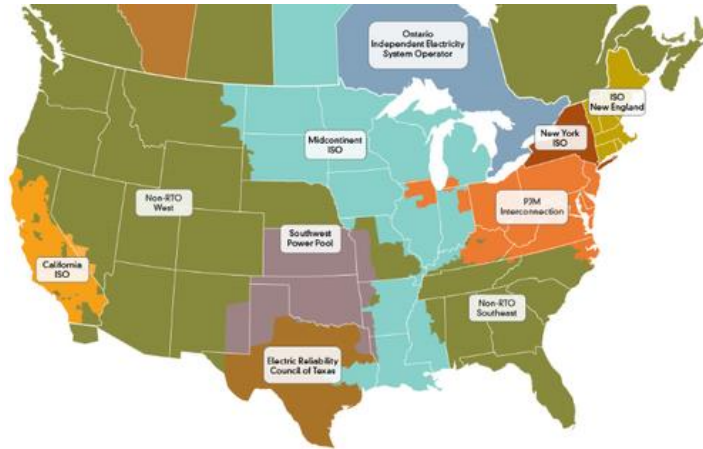 Ontario
Independent Electricity
System Operator
ISO
New England
New York
ISO
Midcontinent
ISO
Non-RTO
West
PJM
Interconnection
Southwest
Power Pool
California
ISO
Non-RTO
Southeast
Electric Reliability
Council of Texas